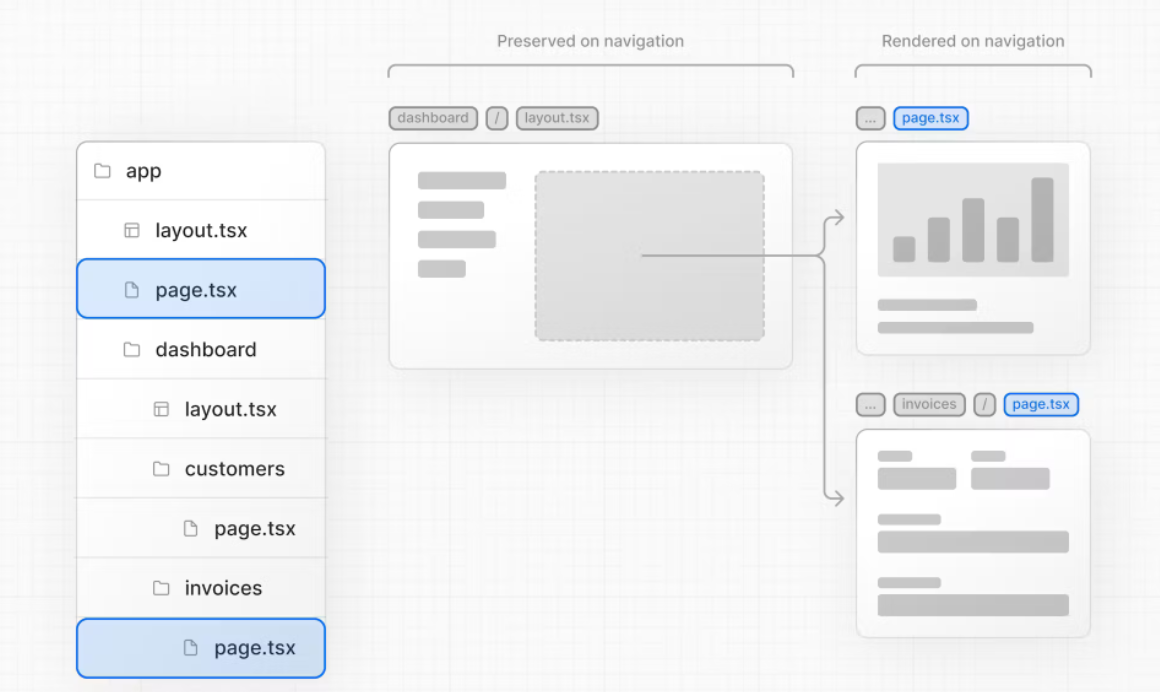 Preserved on navigation
Rendered on navigation
dashboard / layout.tsx
... page.tsx
app
layout.tsx
page.tsx
dashboard
layout.tsx
customers
page.tsx
invoices
page.tsx
... invoices / page.tsx